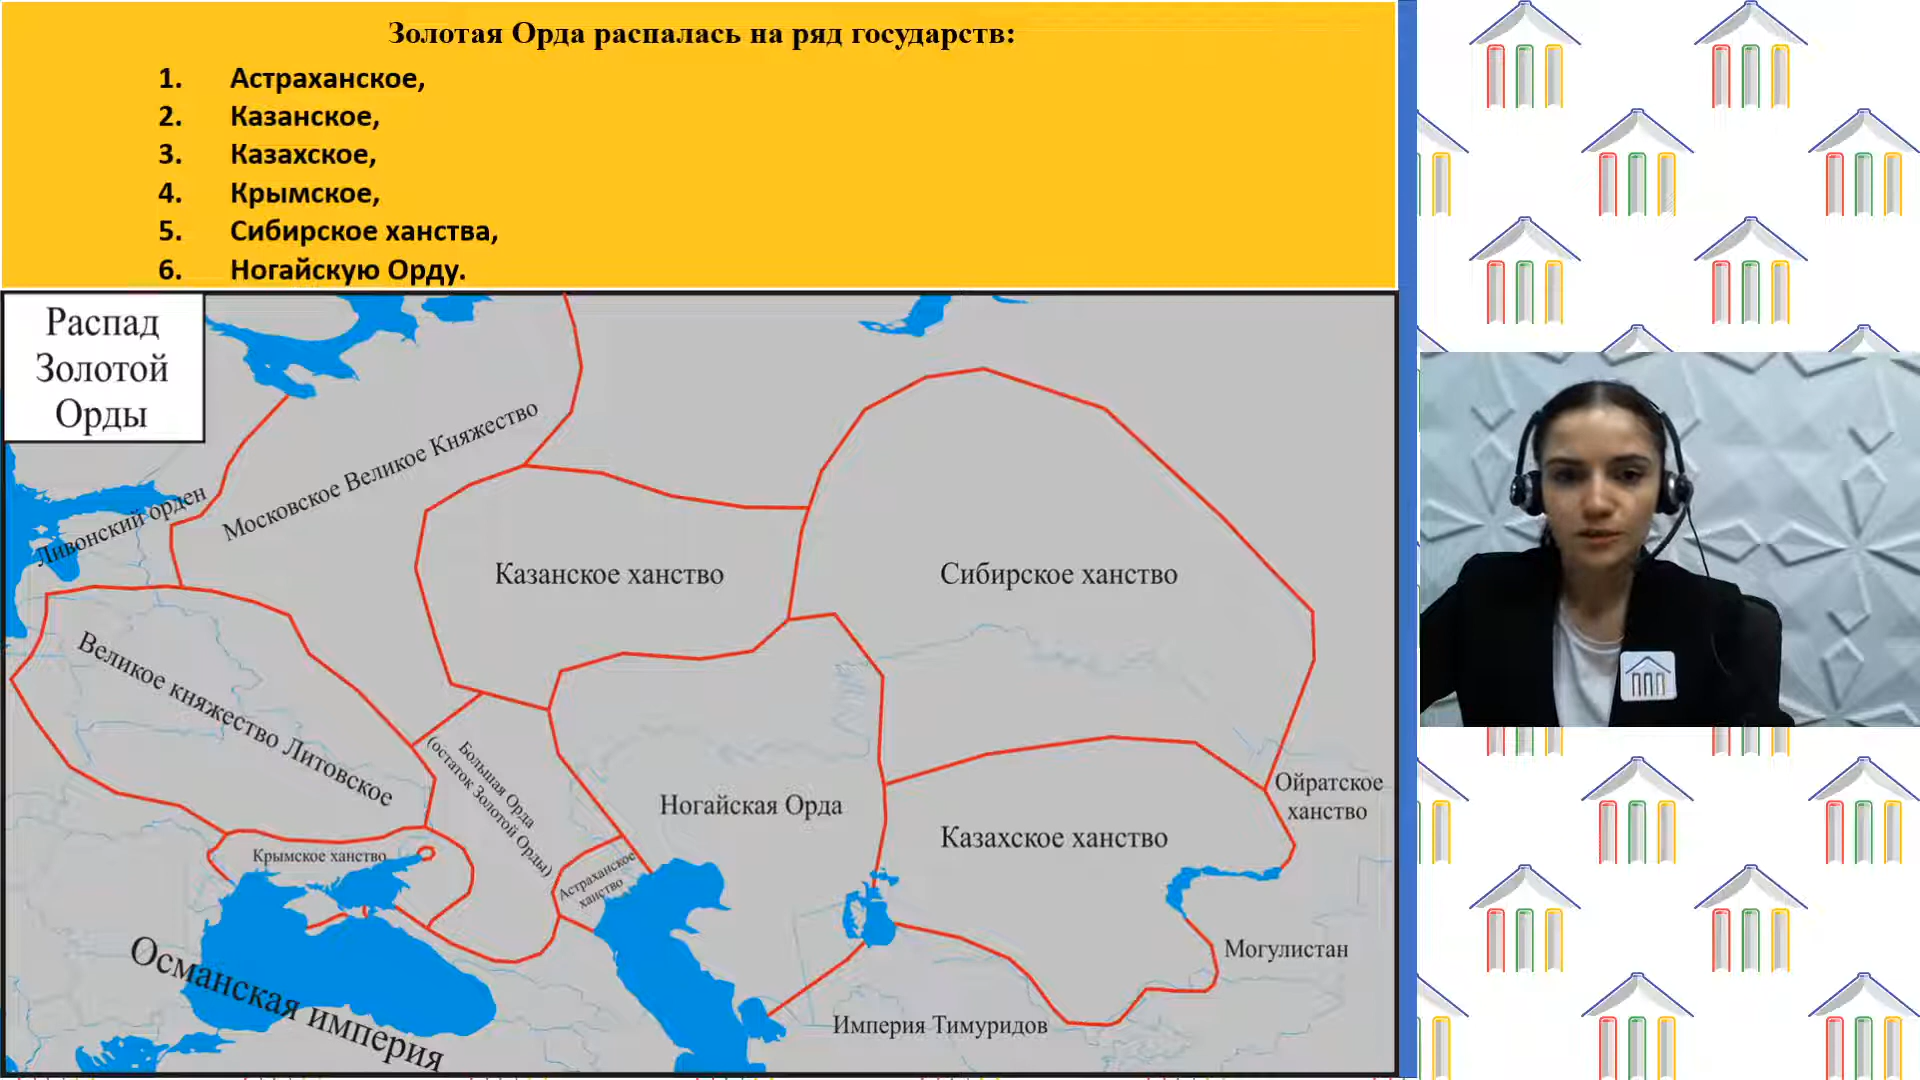 Золотая Орда распалась на ряд государств:
1. Астраханское,
2. Казанское,
3. Казахское,
4. Крымское,
5. Сибирское ханства,
6. Ногайскую Орду.
Распад
Золотой
Орды
Московское Великое Княжество
Ливонский орден
Казанское ханство
Сибирское ханство
Великое княжество Литовское
Большая Орда
(остаток Золотой Орды)
Ногайская Орда
Ойратское
ханство
Казахское ханство
Крымское ханство
Астраханское
ханство
Могулистан
Османская империя
Империя Тимуридов